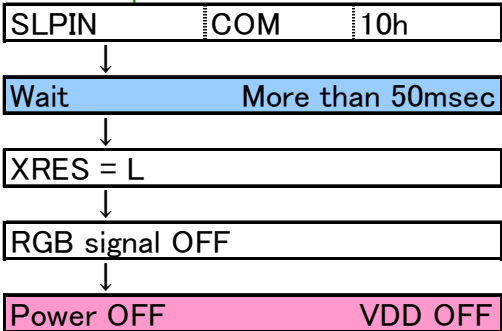 SLPIN COM 10h
↓
Wait More than 50msec
↓
XRES = L
↓
RGB signal OFF
↓
Power OFF VDD OFF